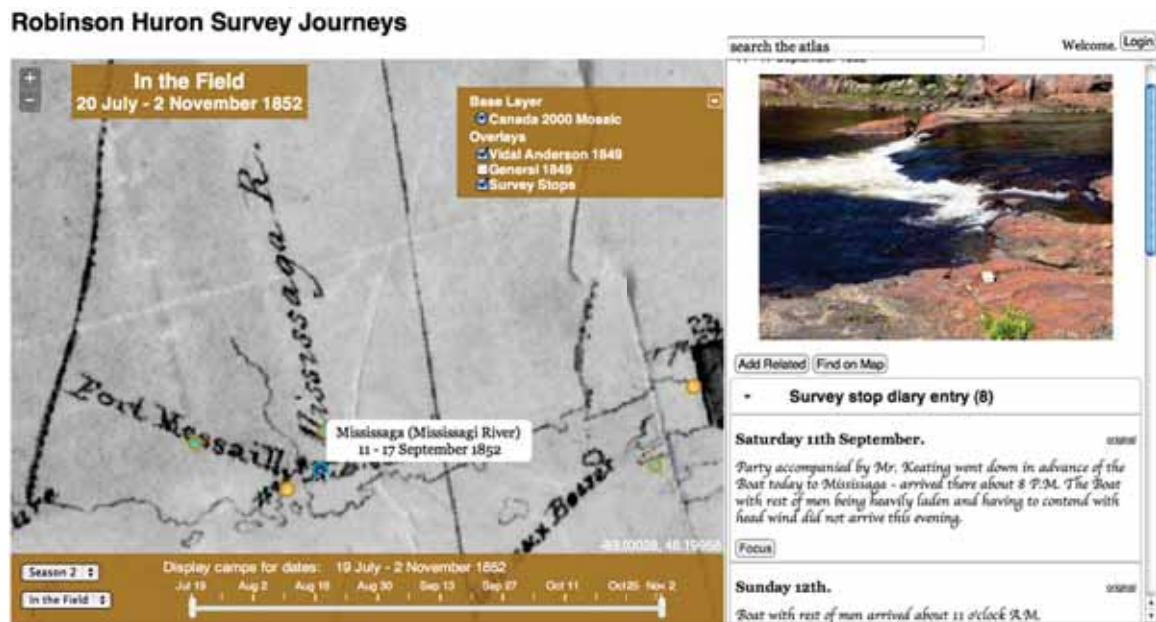 Robinson Huron Survey Journeys
search the atlas
Welcome. Login
In the Field
20 July - 2 November 1852
Base Layer
Canada 2000 Mosaic
Overlays
Vidal Anderson 1849
General 1849
Survey Stops
+
-
Mississaga R.
Fort
Mississaga (Mississagi River)
11 - 17 September 1852
Season 2
In the Field
Display camps for dates: 19 July - 2 November 1852
Jul 19 Aug 2 Aug 16 Aug 30 Sep 13 Sep 27 Oct 11 Oct25 Nov 2
Add Related Find on Map
Survey stop diary entry (8)
Saturday 11th September. original
Party accompanied by Mr. Keating went down in advance of the
Boat today to Mississaga - arrived there about 8 P.M. The Boat
with rest of men being heavily laden and having to contend with
head wind did not arrive this evening.
Focus
Sunday 12th. original
Boat with rest of men arrived about 11 o'clock A.M.